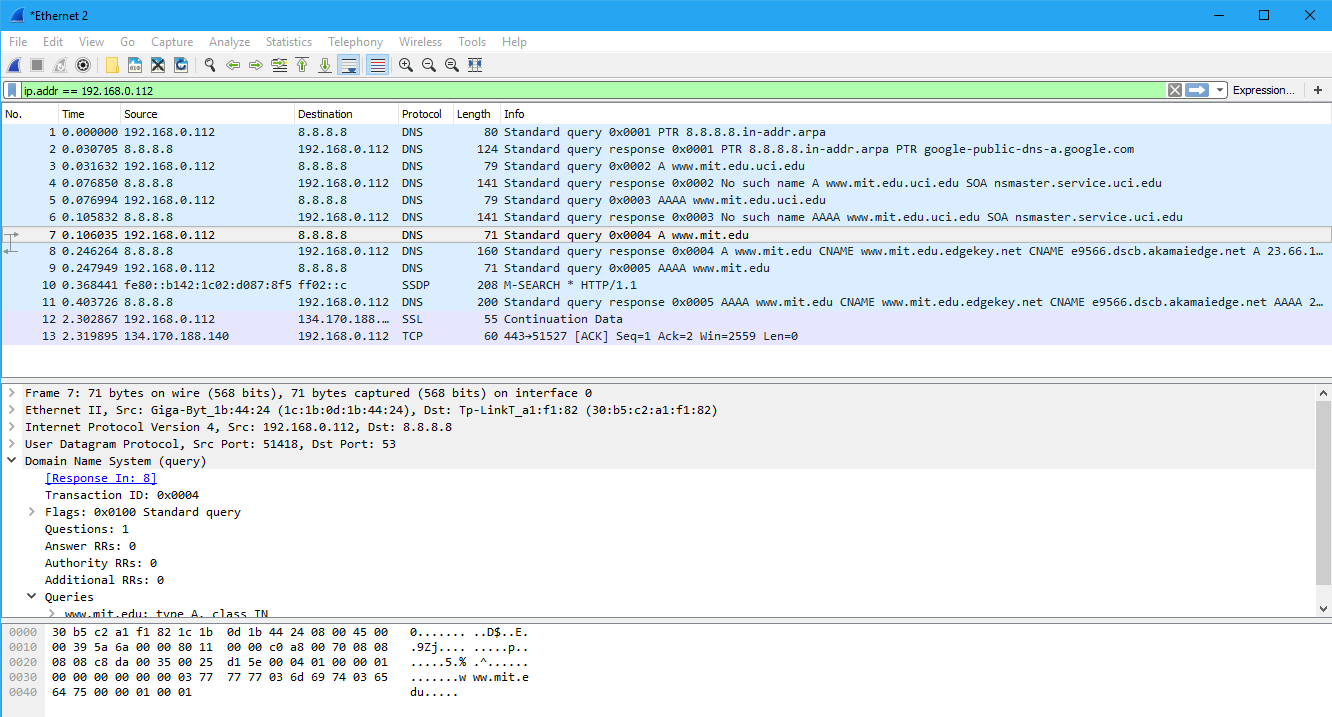 *Ethernet 2
File Edit View Go Capture Analyze Statistics Telephony Wireless Tools Help
ip.addr == 192.168.0.112 Expression... +
No. Time Source Destination Protocol Length Info
1 0.000000 192.168.0.112 8.8.8.8 DNS 80 Standard query 0x0001 PTR 8.8.8.8.in-addr.arpa
2 0.030705 8.8.8.8 192.168.0.112 DNS 124 Standard query response 0x0001 PTR 8.8.8.8.in-addr.arpa PTR google-public-dns-a.google.com
3 0.031632 192.168.0.112 8.8.8.8 DNS 79 Standard query 0x0002 A www.mit.edu.uci.edu
4 0.076850 8.8.8.8 192.168.0.112 DNS 141 Standard query response 0x0002 No such name A www.mit.edu.uci.edu SOA nsmaster.service.uci.edu
5 0.076994 192.168.0.112 8.8.8.8 DNS 79 Standard query 0x0003 AAAA www.mit.edu.uci.edu
6 0.105832 8.8.8.8 192.168.0.112 DNS 141 Standard query response 0x0003 No such name AAAA www.mit.edu.uci.edu SOA nsmaster.service.uci.edu
7 0.106035 192.168.0.112 8.8.8.8 DNS 71 Standard query 0x0004 A www.mit.edu
8 0.246264 8.8.8.8 192.168.0.112 DNS 160 Standard query response 0x0004 A www.mit.edu CNAME www.mit.edu.edgekey.net CNAME e9566.dscb.akamaiedge.net A 23.66.1...
9 0.247949 192.168.0.112 8.8.8.8 DNS 71 Standard query 0x0005 AAAA www.mit.edu
10 0.368441 fe80::b142:1c02:d087:8f5 ff02::c SSDP 208 M-SEARCH * HTTP/1.1
11 0.403726 8.8.8.8 192.168.0.112 DNS 200 Standard query response 0x0005 AAAA www.mit.edu CNAME www.mit.edu.edgekey.net CNAME e9566.dscb.akamaiedge.net AAAA 2...
12 2.302867 192.168.0.112 134.170.188.... SSL 55 Continuation Data
13 2.319895 134.170.188.140 192.168.0.112 TCP 60 443→51527 [ACK] Seq=1 Ack=2 Win=2559 Len=0
Frame 7: 71 bytes on wire (568 bits), 71 bytes captured (568 bits) on interface 0
Ethernet II, Src: Giga-Byt_1b:44:24 (1c:1b:0d:1b:44:24), Dst: Tp-LinkT_a1:f1:82 (30:b5:c2:a1:f1:82)
Internet Protocol Version 4, Src: 192.168.0.112, Dst: 8.8.8.8
User Datagram Protocol, Src Port: 51418, Dst Port: 53
Domain Name System (query)
[Response In: 8]
Transaction ID: 0x0004
Flags: 0x0100 Standard query
Questions: 1
Answer RRs: 0
Authority RRs: 0
Additional RRs: 0
Queries
www.mit.edu: type A, class IN
0000 30 b5 c2 a1 f1 82 1c 1b 0d 1b 44 24 08 00 45 00 0....... ..D$..E.
0010 00 39 5a 6a 00 00 80 11 00 00 c0 a8 00 70 08 08 .9Zj.... .....p..
0020 08 08 c8 da 00 35 00 25 d1 5e 00 04 01 00 00 01 .....5.% .^......
0030 00 00 00 00 00 00 03 77 77 77 03 6d 69 74 03 65 .......w ww.mit.e
0040 64 75 00 00 01 00 01 du.....